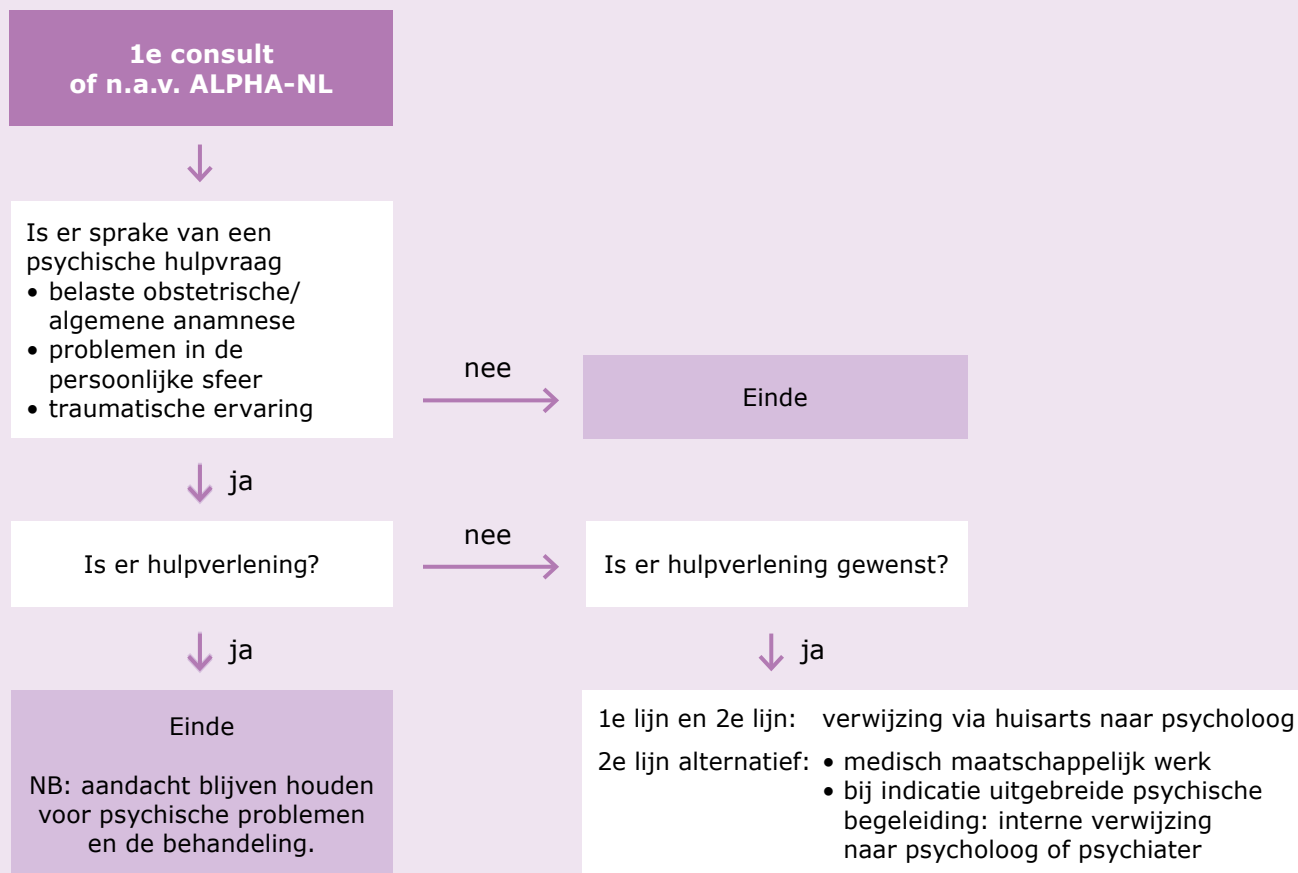 1e consult
of n.a.v. ALPHA-NL
Is er sprake van een
psychische hulpvraag
• belaste obstetrische/
algemene anamnese
• problemen in de
persoonlijke sfeer
• traumatische ervaring
nee
Einde
ja
Is er hulpverlening?
nee
Is er hulpverlening gewenst?
ja
Einde
NB: aandacht blijven houden
voor psychische problemen
en de behandeling.
ja
1e lijn en 2e lijn: verwijzing via huisarts naar psycholoog
2e lijn alternatief: • medisch maatschappelijk werk
• bij indicatie uitgebreide psychische
begeleiding: interne verwijzing
naar psycholoog of psychiater